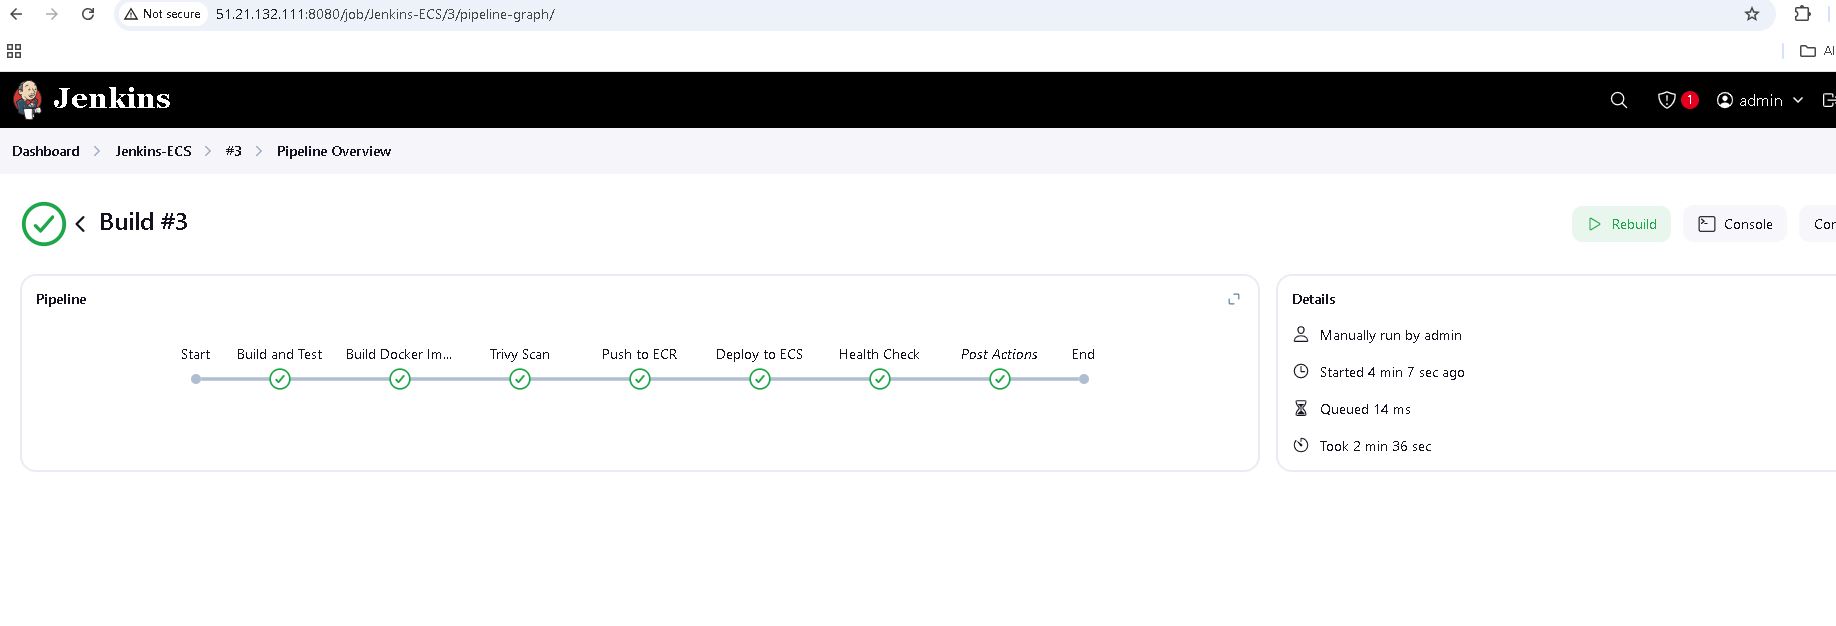 Not secure 51.21.132.111:8080/job/Jenkins-ECS/3/pipeline-graph/
Al
Jenkins
1 admin
Dashboard Jenkins-ECS #3 Pipeline Overview
Build #3
Rebuild Console Con
Pipeline
Start Build and Test Build Docker Im... Trivy Scan Push to ECR Deploy to ECS Health Check Post Actions End
Details
Manually run by admin
Started 4 min 7 sec ago
Queued 14 ms
Took 2 min 36 sec